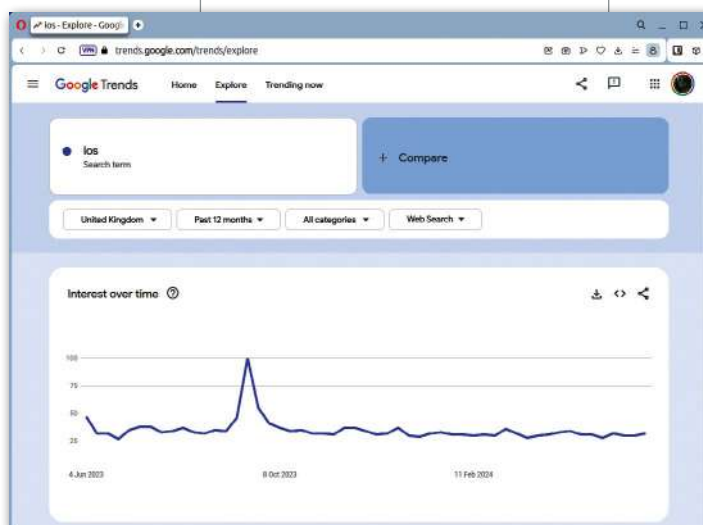 Ios - Explore - Googl
VPN trends.google.com/trends/explore
Google Trends Home Explore Trending now
Ios
Search term
+ Compare
United Kingdom Past 12 months All categories Web Search
Interest over time
100
75
50
25
4 Jun 2023 8 Oct 2023 11 Feb 2024